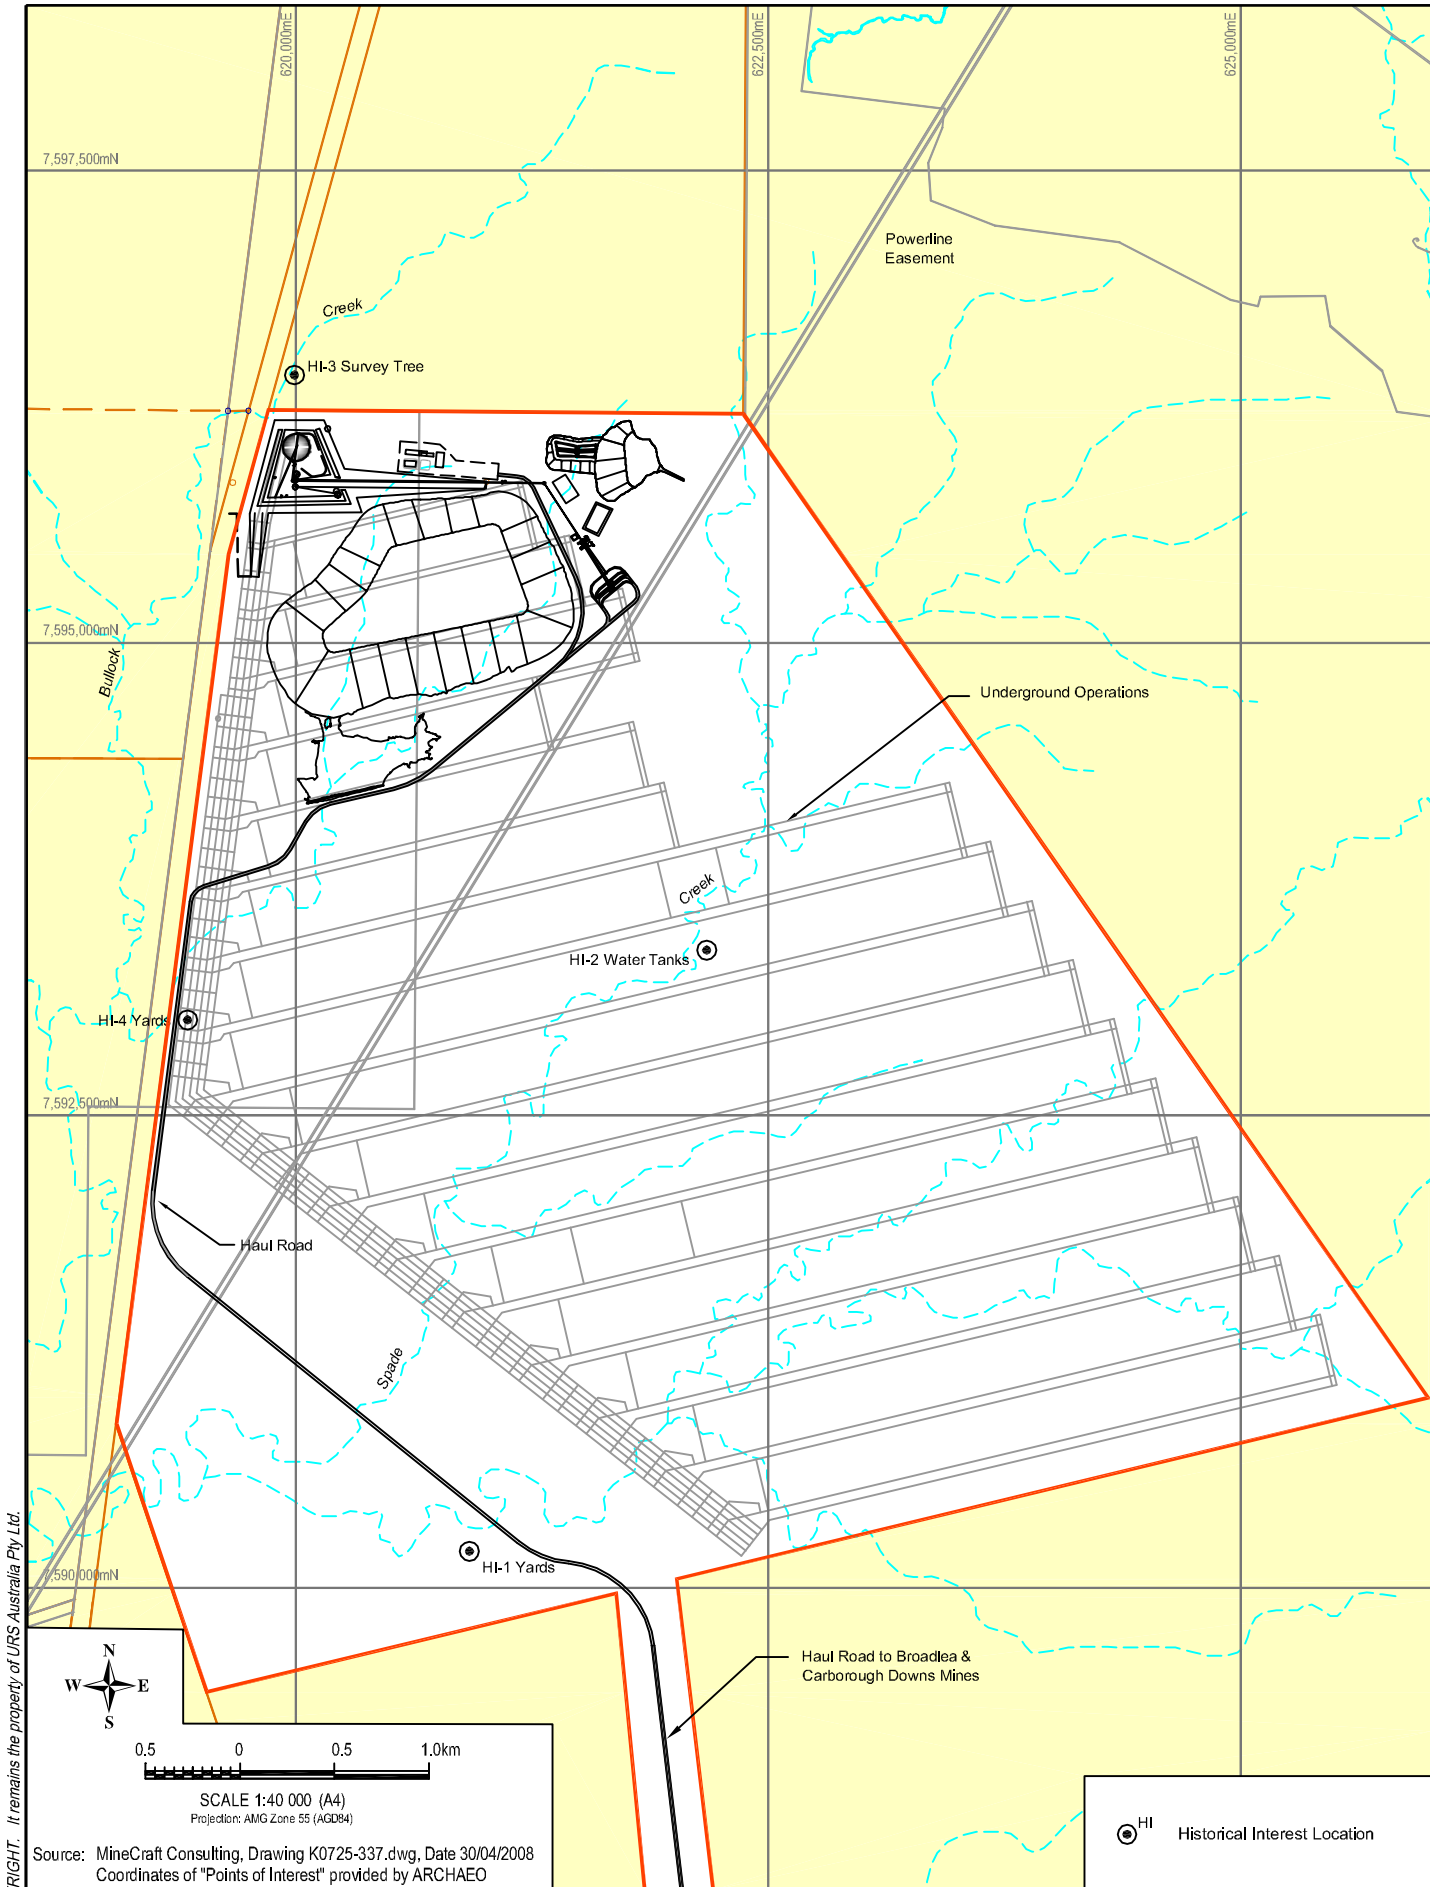 620,000mE
622,500mE
625,000mE
7,597,500mN
Powerline
Easement
Creek
HI-3 Survey Tree
7,595,000mN
Bullock
Underground Operations
Creek
HI-2 Water Tanks
HI-4 Yards
7,592,500mN
Haul Road
Spade
HI-1 Yards
7,590,000mN
Haul Road to Broadlea &
Carborough Downs Mines
N
W E
S
0.5 0 0.5 1.0km
SCALE 1:40 000 (A4)
Projection: AMG Zone 55 (AGD84)
Source: MineCraft Consulting, Drawing K0725-337.dwg, Date 30/04/2008
Coordinates of "Points of Interest" provided by ARCHAEO
HI
Historical Interest Location
RIGHT. It remains the property of URS Australia Pty Ltd.